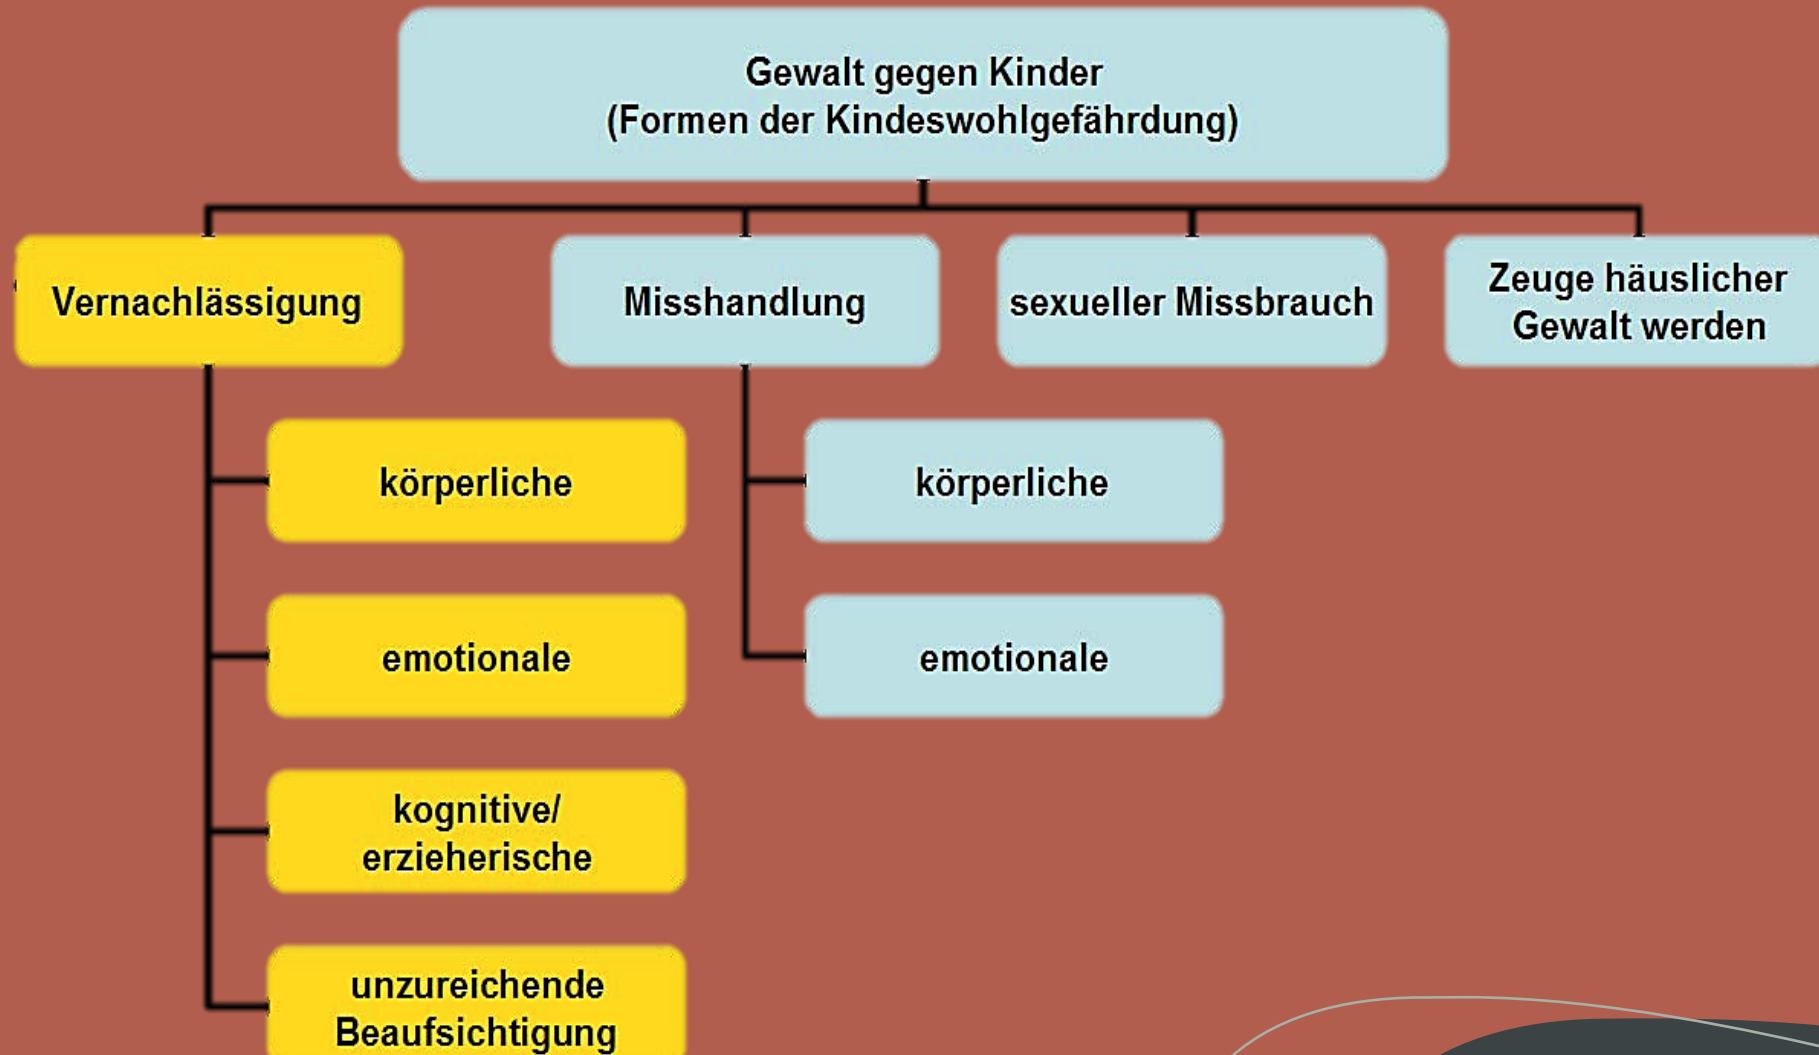 Gewalt gegen Kinder
(Formen der Kindeswohlgefährdung)
Vernachlässigung
Misshandlung
sexueller Missbrauch
Zeuge häuslicher
Gewalt werden
körperliche
emotionale
kognitive/
erzieherische
unzureichende
Beaufsichtigung
körperliche
emotionale